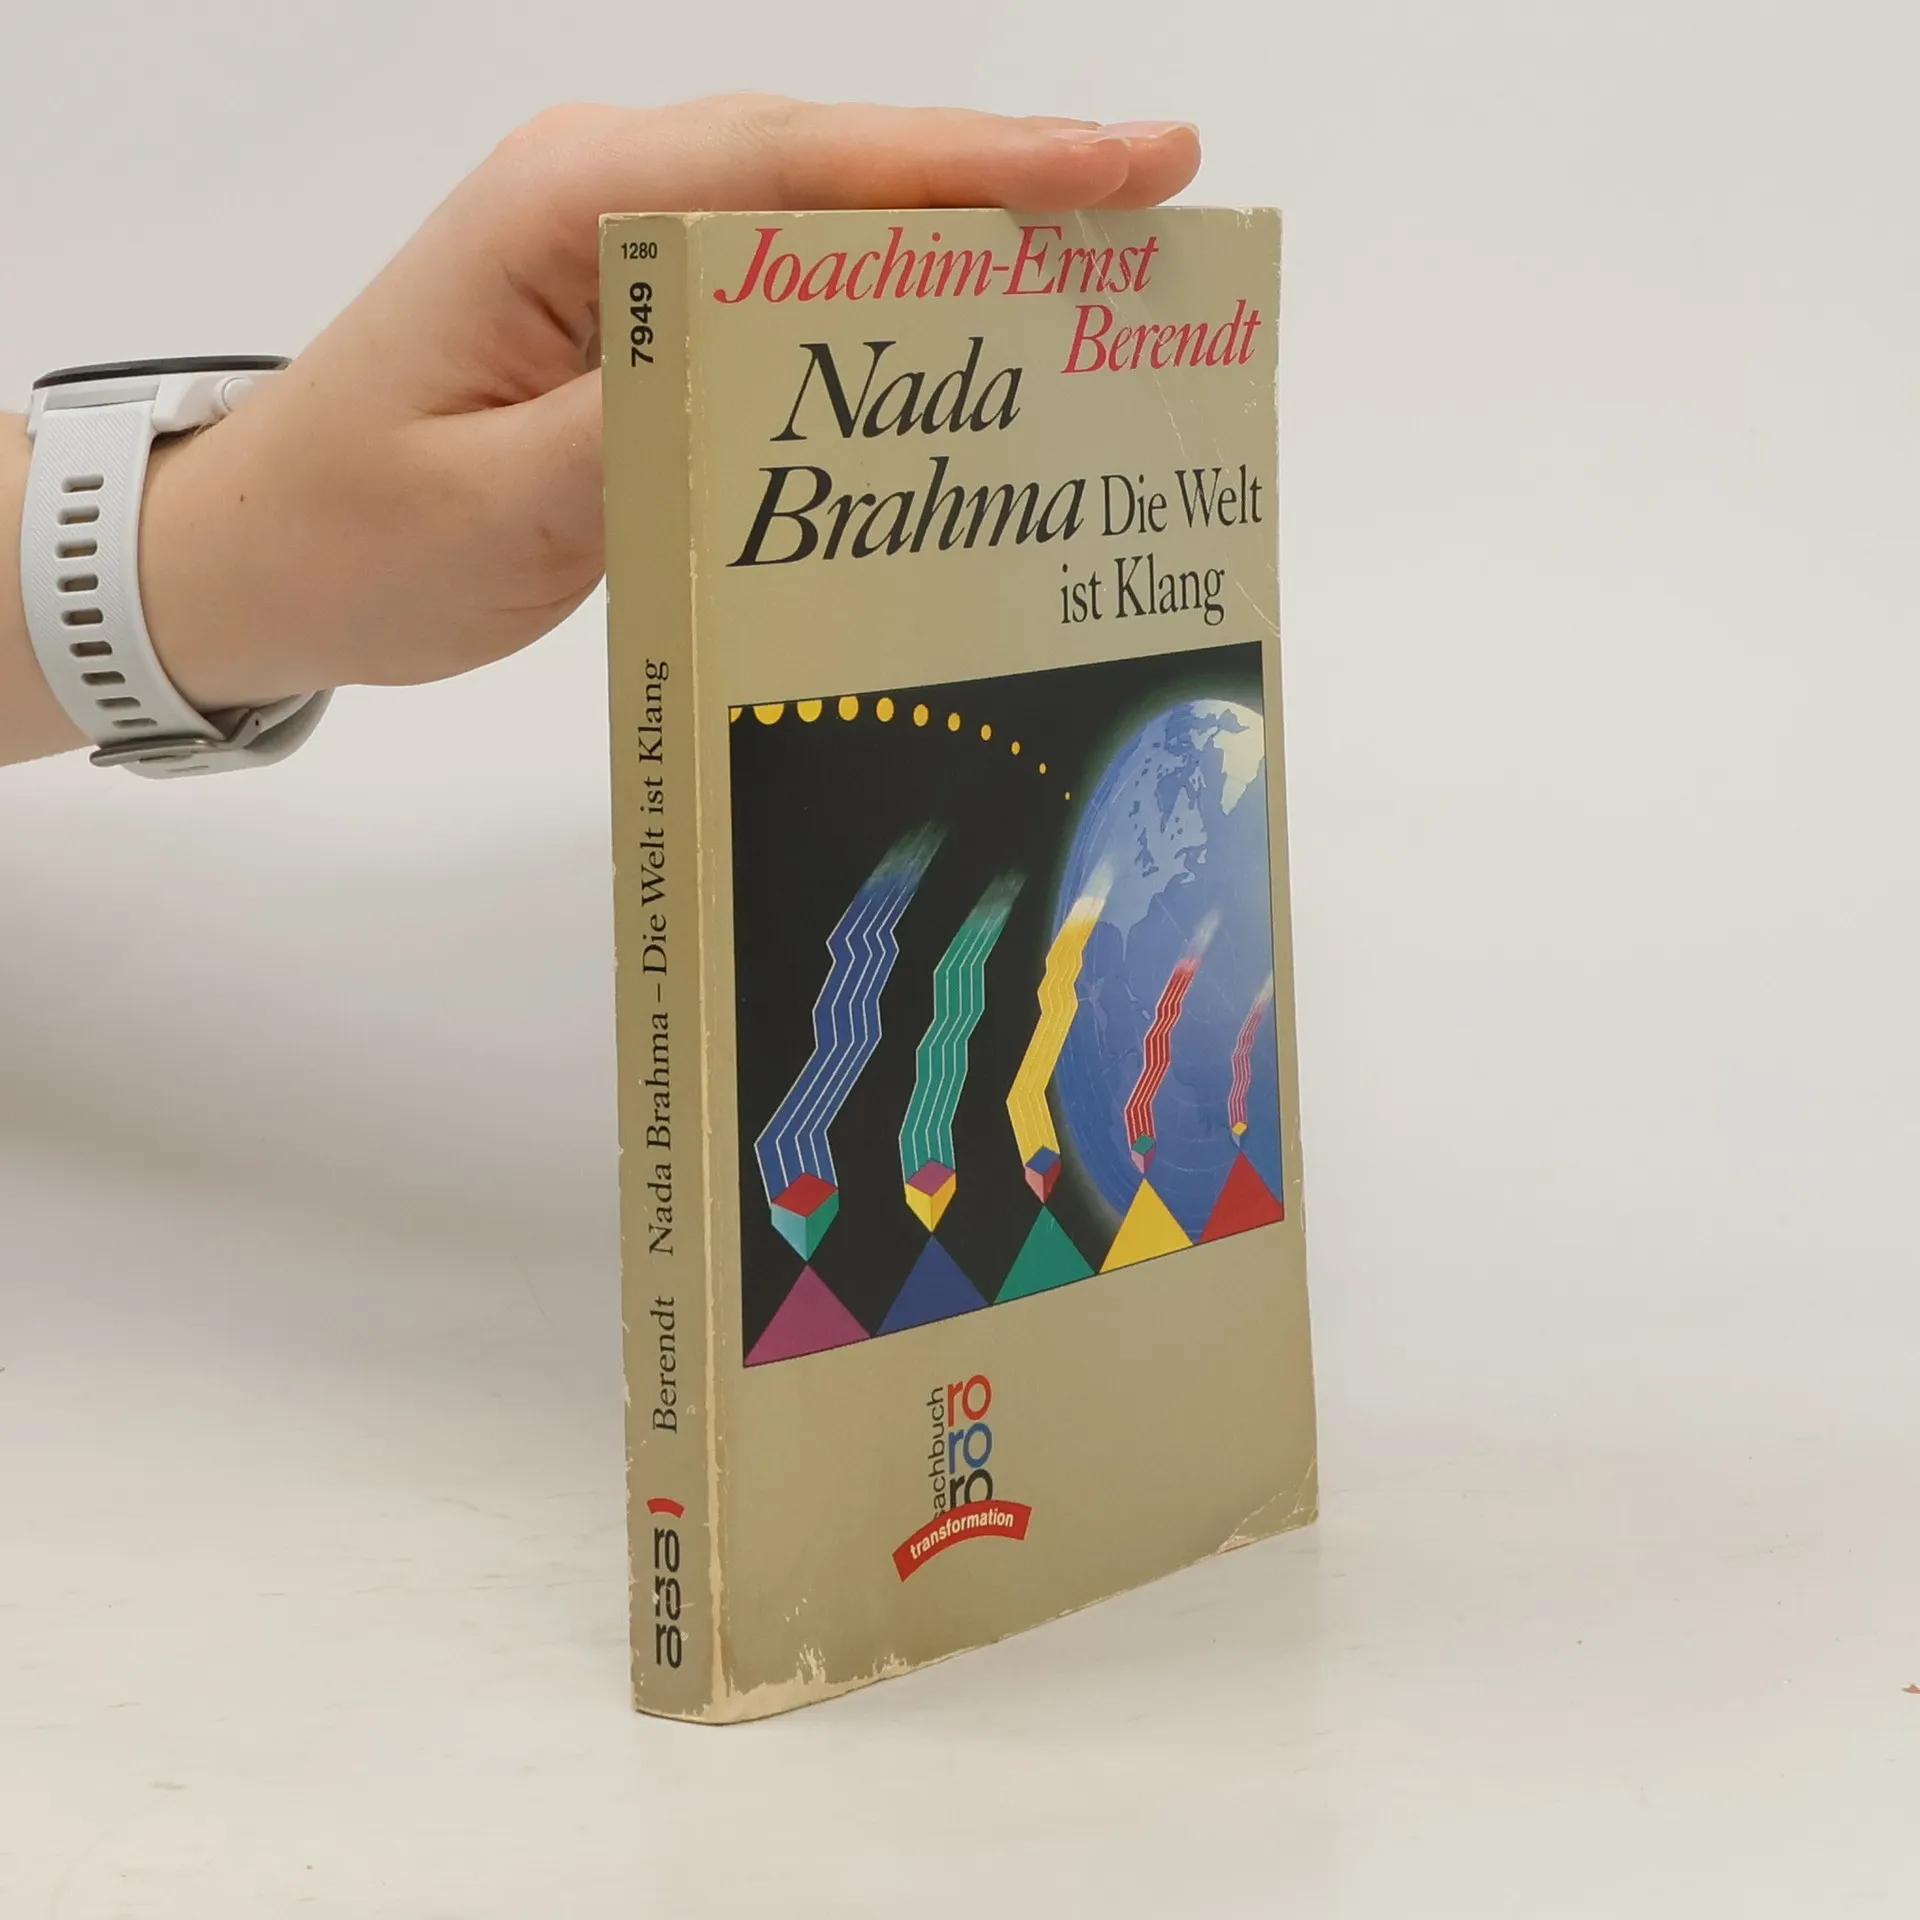 1280
7949
Berendt Nada Brahma – Die Welt ist Klang
rororo
Joachim-Ernst
Berendt
Nada
Brahma Die Welt
ist Klang
sachbuch
ro
ro
ro
transformation